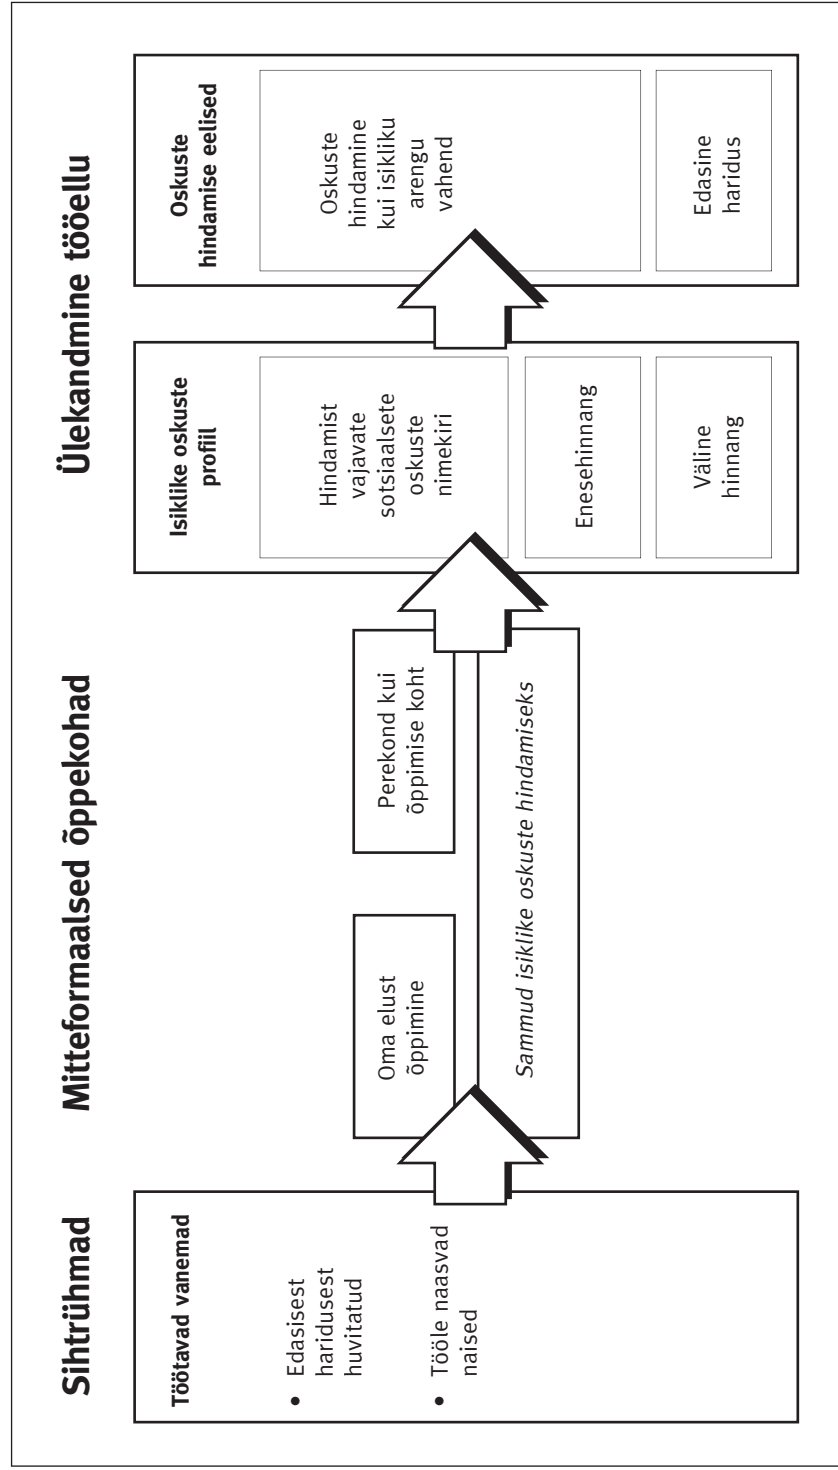 Sihtrühmad
Töötavad vanemad
• Edasisest
haridusest
huvitatud
• Tööle naasvad
naised
Mitteformaalsed õppekohad
Oma elust
õppimine
Perekond kui
õppimise koht
Sammud isiklike oskuste hindamiseks
Ülekandmine tööellu
Isiklike oskuste
profiil
Hindamist
vajavate
sotsiaalsete
oskuste
nimekiri
Enesehinnang
Väline
hinnang
Oskuste
hindamise eelised
Oskuste
hindamine
kui isikliku
arengu
vahend
Edasine
haridus